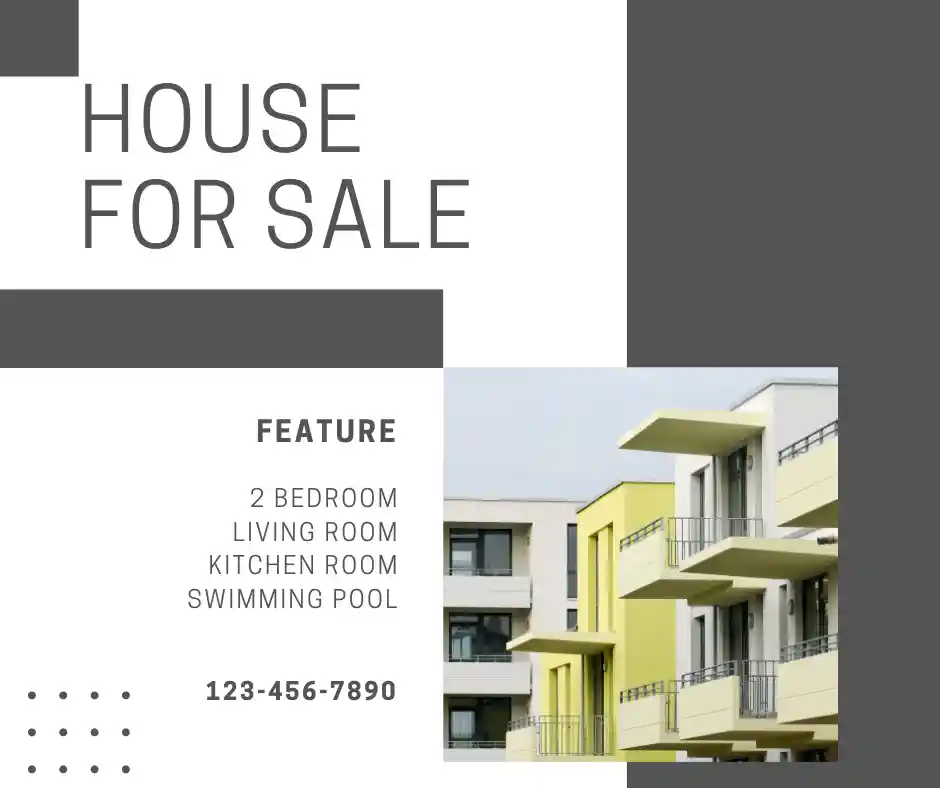 HOUSE
FOR SALE
FEATURE
2 BEDROOM
LIVING ROOM
KITCHEN ROOM
SWIMMING POOL
123-456-7890